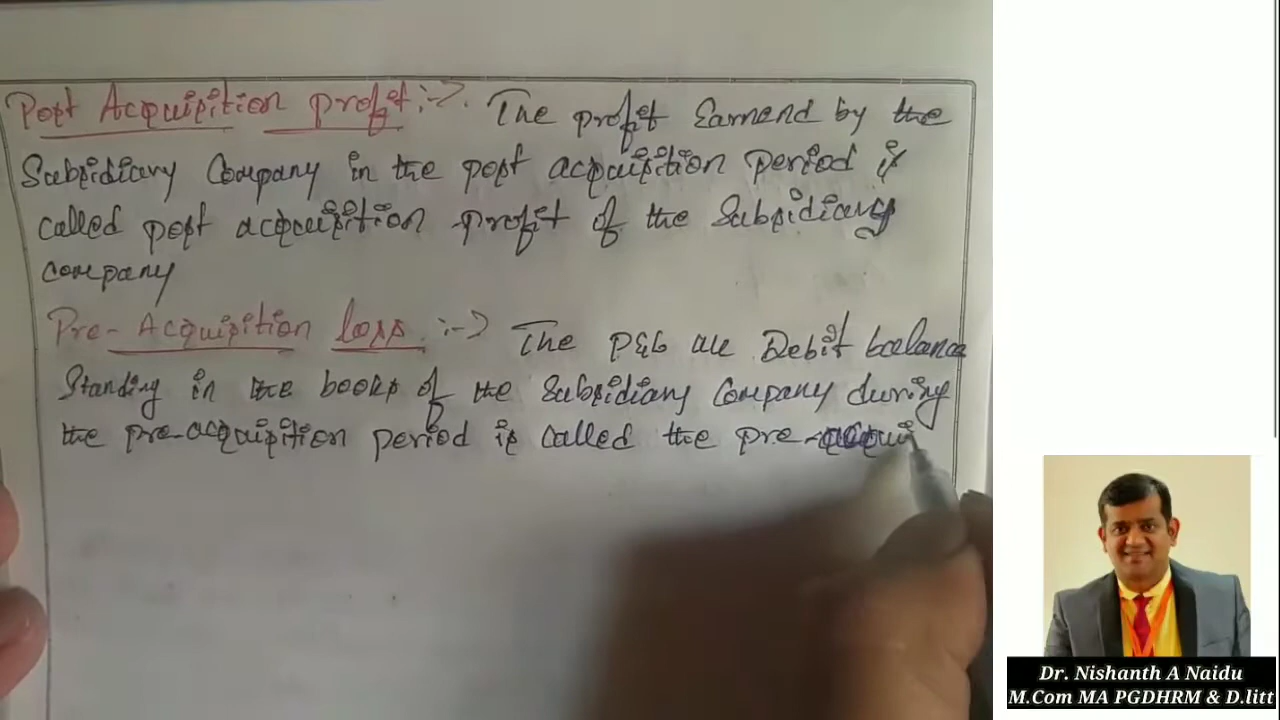 Post Acquisition profit :-> The profit Earnend by the
Subsidiary Company in the post acquisition period is
called post acquisition profit of the Subsidiary
company
Pre-Acquisition loss :-> The P&L a/c Debit balance
Standing in the books of the Subsidiary Company during
the pre-acquisition period is called the pre-acqui
Dr. Nishanth A Naidu
M.Com MA PGDHRM & D.litt